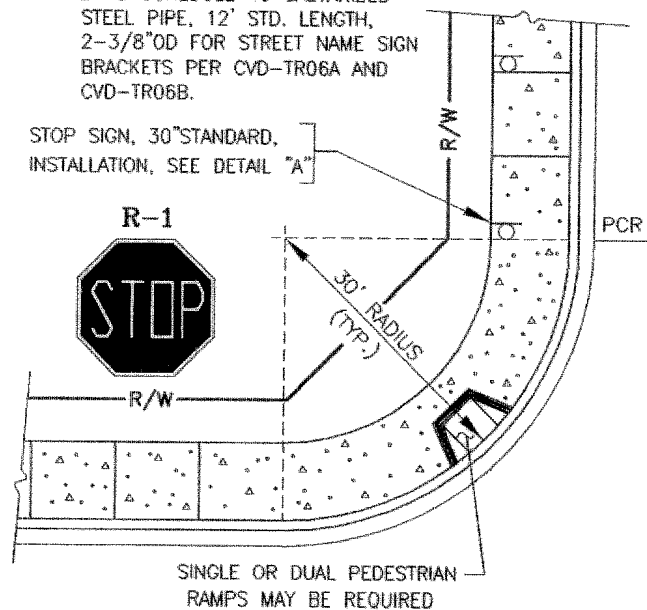 STEEL PIPE, 12' STD. LENGTH,
2-3/8"OD FOR STREET NAME SIGN
BRACKETS PER CVD-TR06A AND
CVD-TR06B.
STOP SIGN, 30"STANDARD,
INSTALLATION, SEE DETAIL "A"
R/W
R-1
STOP
PCR
30' RADIUS
(TYP.)
R/W
SINGLE OR DUAL PEDESTRIAN
RAMPS MAY BE REQUIRED